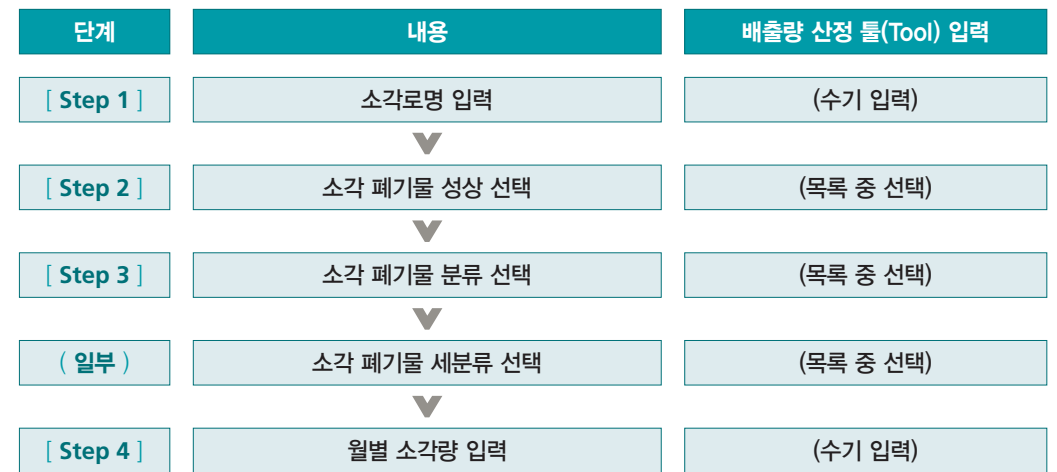 단계 내용 배출량 산정 툴(Tool) 입력
[ Step 1 ] 소각로명 입력 (수기 입력)
[ Step 2 ] 소각 폐기물 성상 선택 (목록 중 선택)
[ Step 3 ] 소각 폐기물 분류 선택 (목록 중 선택)
( 일부 ) 소각 폐기물 세분류 선택 (목록 중 선택)
[ Step 4 ] 월별 소각량 입력 (수기 입력)